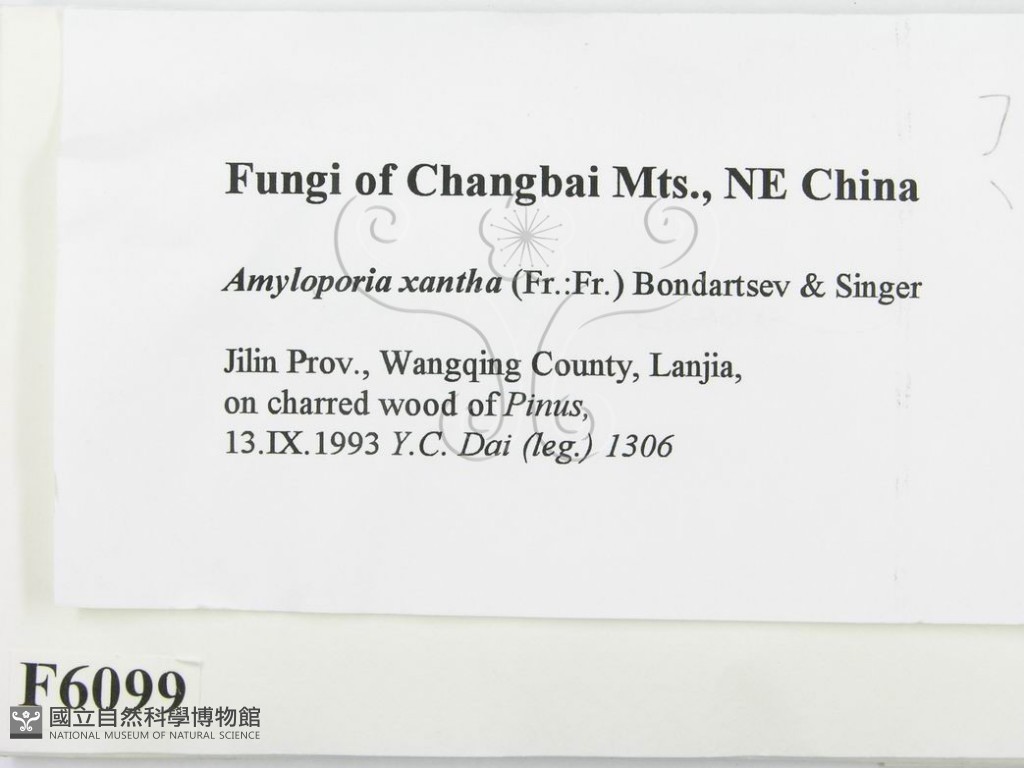 Fungi of Changbai Mts., NE China
Amyloporia xantha (Fr.:Fr.) Bondartsev & Singer
Jilin Prov., Wangqing County, Lanjia,
on charred wood of Pinus,
13.IX.1993 Y.C. Dai (leg.) 1306
F6099
國立自然科學博物館
NATIONAL MUSEUM OF NATURAL SCIENCE